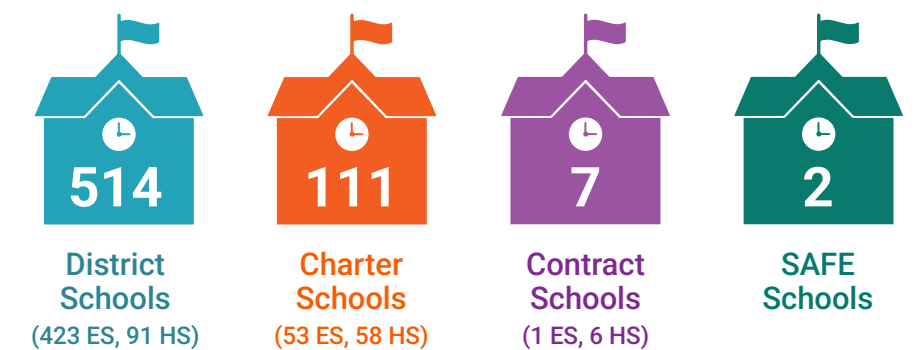 514
District
Schools
(423 ES, 91 HS)
111
Charter
Schools
(53 ES, 58 HS)
7
Contract
Schools
(1 ES, 6 HS)
2
SAFE
Schools